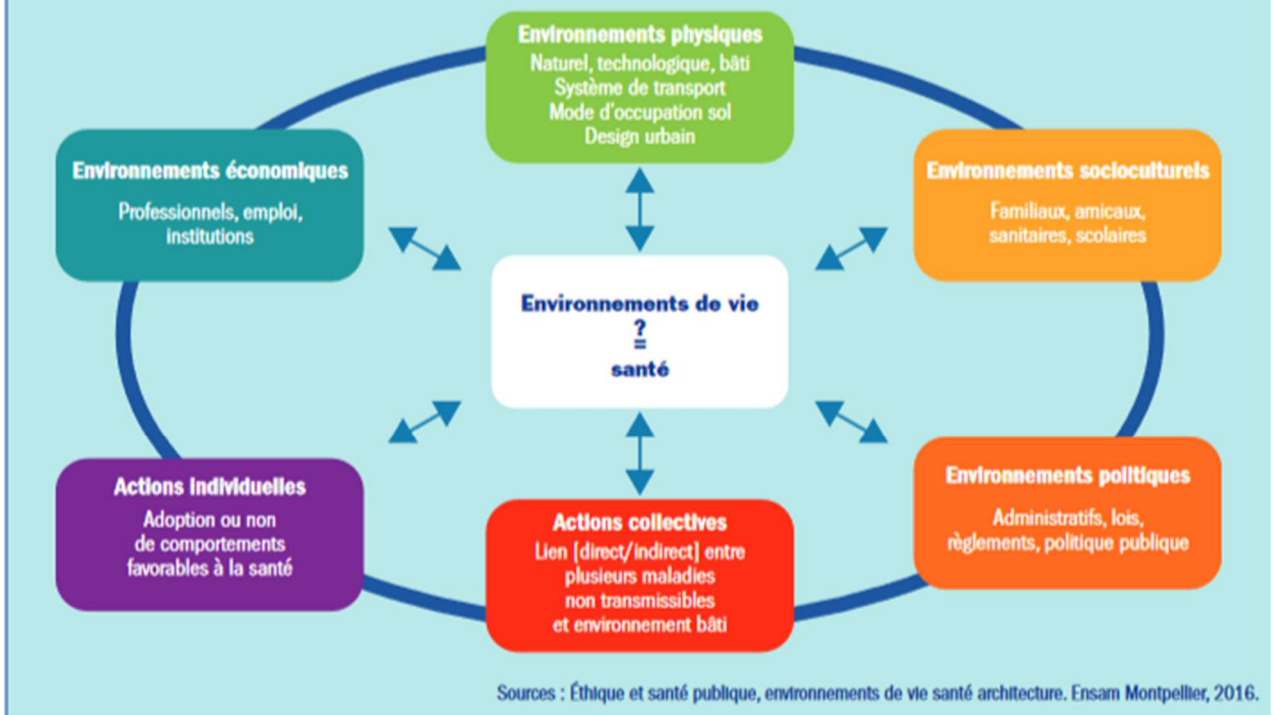 Environnements physiques
Naturel, technologique, bâti
Système de transport
Mode d'occupation sol
Design urbain
Environnements économiques
Professionnels, emploi,
institutions
Environnements socioculturels
Familiaux, amicaux,
sanitaires, scolaires
Environnements de vie
?
=
santé
Actions individuelles
Adoption ou non
de comportements
favorables à la santé
Actions collectives
Lien [direct/indirect] entre
plusieurs maladies
non transmissibles
et environnement bâti
Environnements politiques
Administratifs, lois,
règlements, politique publique
Sources : Éthique et santé publique, environnements de vie santé architecture. Ensam Montpellier, 2016.